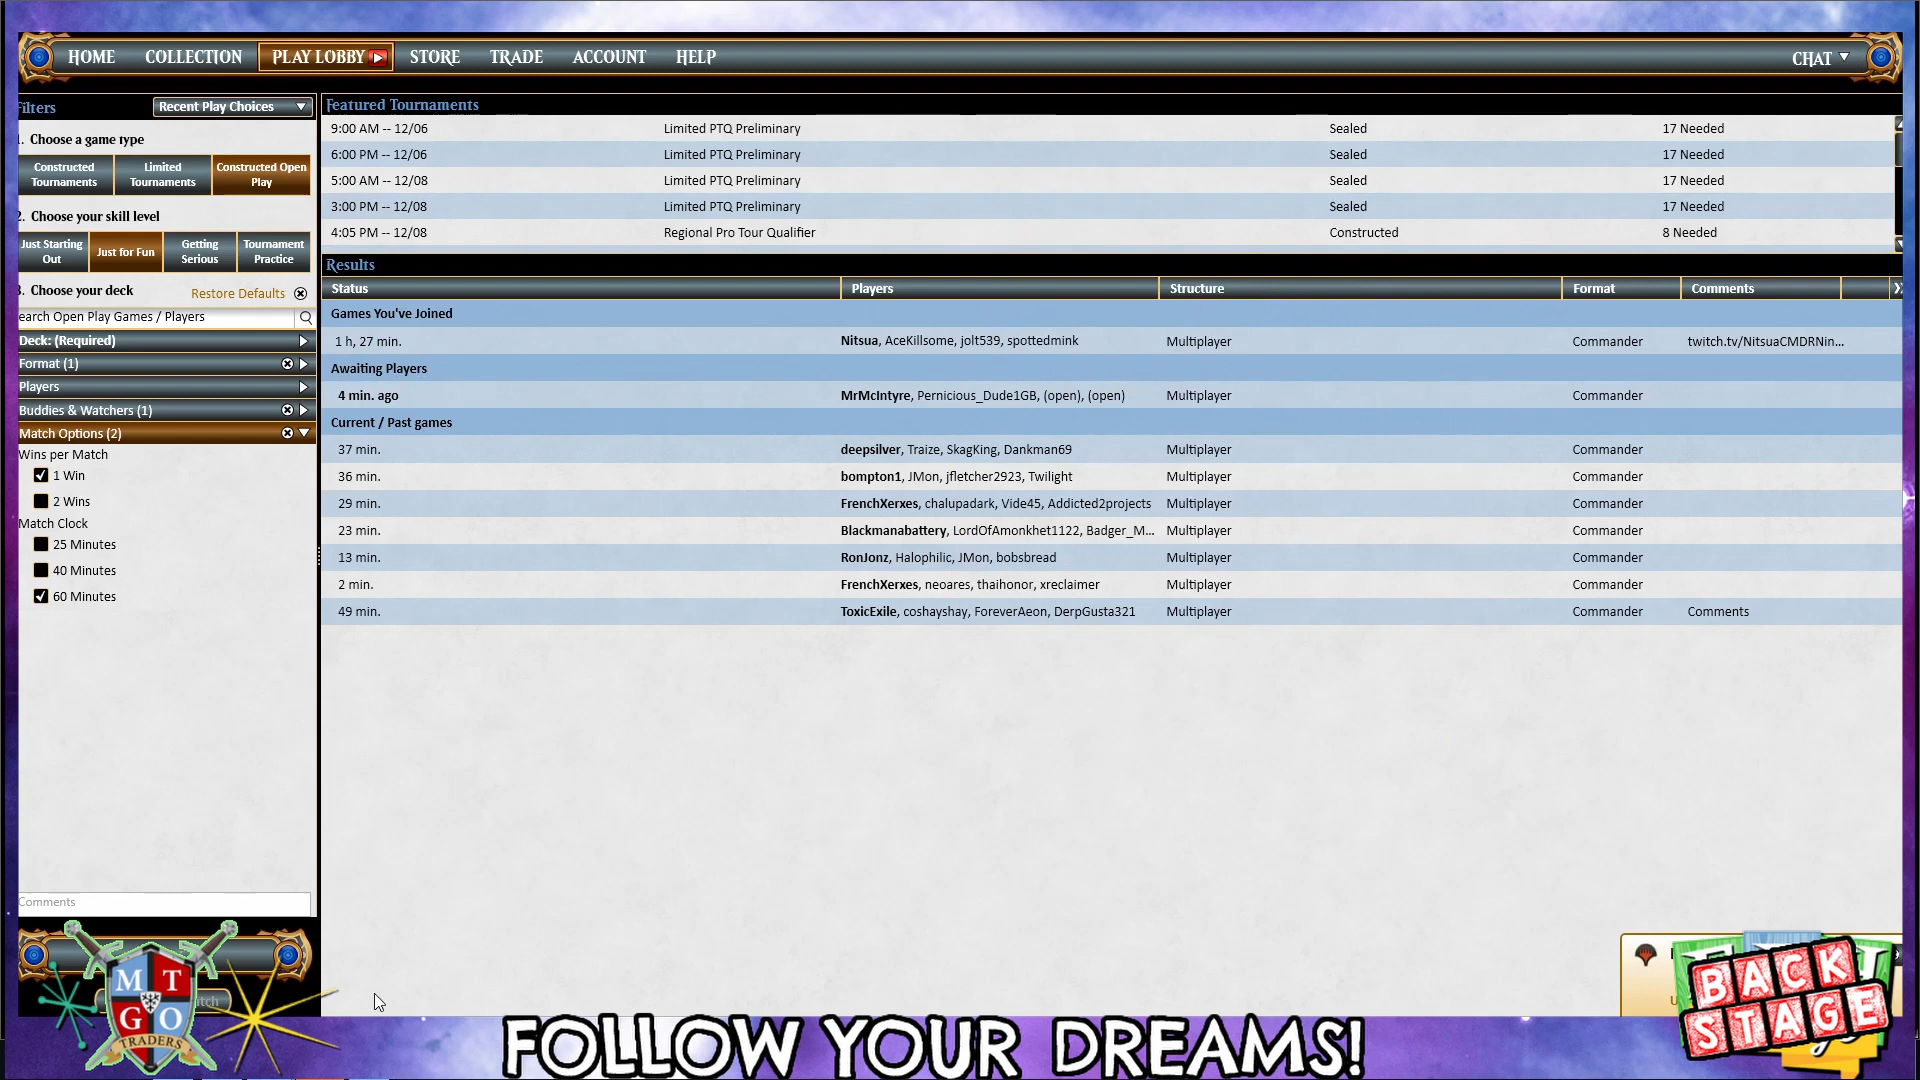 HOME COLLECTION PLAY LOBBY STORE TRADE ACCOUNT HELP CHAT
Filters Recent Play Choices
. Choose a game type
Constructed Tournaments Limited Tournaments Constructed Open Play
2. Choose your skill level
Just Starting Out Just for Fun Getting Serious Tournament Practice
3. Choose your deck Restore Defaults
earch Open Play Games / Players
Deck: (Required)
Format (1)
Players
Buddies & Watchers (1)
Match Options (2)
Wins per Match
1 Win
2 Wins
Match Clock
25 Minutes
40 Minutes
60 Minutes
Comments
Featured Tournaments
9:00 AM -- 12/06 Limited PTQ Preliminary Sealed 17 Needed
6:00 PM -- 12/06 Limited PTQ Preliminary Sealed 17 Needed
5:00 AM -- 12/08 Limited PTQ Preliminary Sealed 17 Needed
3:00 PM -- 12/08 Limited PTQ Preliminary Sealed 17 Needed
4:05 PM -- 12/08 Regional Pro Tour Qualifier Constructed 8 Needed
Results
Status Players Structure Format Comments
Games You've Joined
1 h, 27 min. Nitsua, AceKillsome, jolt539, spottedmink Multiplayer Commander twitch.tv/NitsuaCMDRNin...
Awaiting Players
4 min. ago MrMcIntyre, Pernicious_Dude1GB, (open), (open) Multiplayer Commander
Current / Past games
37 min. deepsilver, Traize, SkagKing, Dankman69 Multiplayer Commander
36 min. bompton1, JMon, jfletcher2923, Twilight Multiplayer Commander
29 min. FrenchXerxes, chalupadark, Vide45, Addicted2projects Multiplayer Commander
23 min. Blackmanabattery, LordOfAmonkhet1122, Badger_M... Multiplayer Commander
13 min. RonJonz, Halophilic, JMon, bobsbread Multiplayer Commander
2 min. FrenchXerxes, neoares, thaihonor, xreclaimer Multiplayer Commander
49 min. ToxicExile, coshayshay, ForeverAeon, DerpGusta321 Multiplayer Commander Comments
MTGO
TRADERS
FOLLOW YOUR DREAMS!
BACK
STAGE